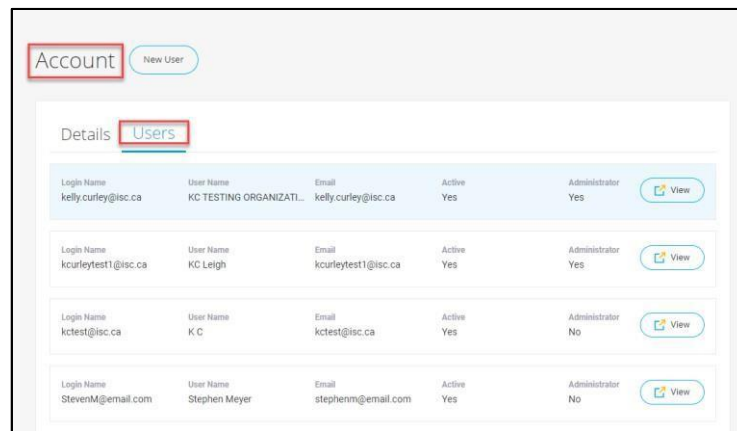 Account New User
Details Users
Login Name User Name Email Active Administrator
kelly.curley@isc.ca KC TESTING ORGANIZATI... kelly.curley@isc.ca Yes Yes View
Login Name User Name Email Active Administrator
kcurleytest1@isc.ca KC Leigh kcurleytest1@isc.ca Yes Yes View
Login Name User Name Email Active Administrator
kctest@isc.ca K C kctest@isc.ca Yes No View
Login Name User Name Email Active Administrator
StevenM@email.com Stephen Meyer stephenm@email.com Yes No View